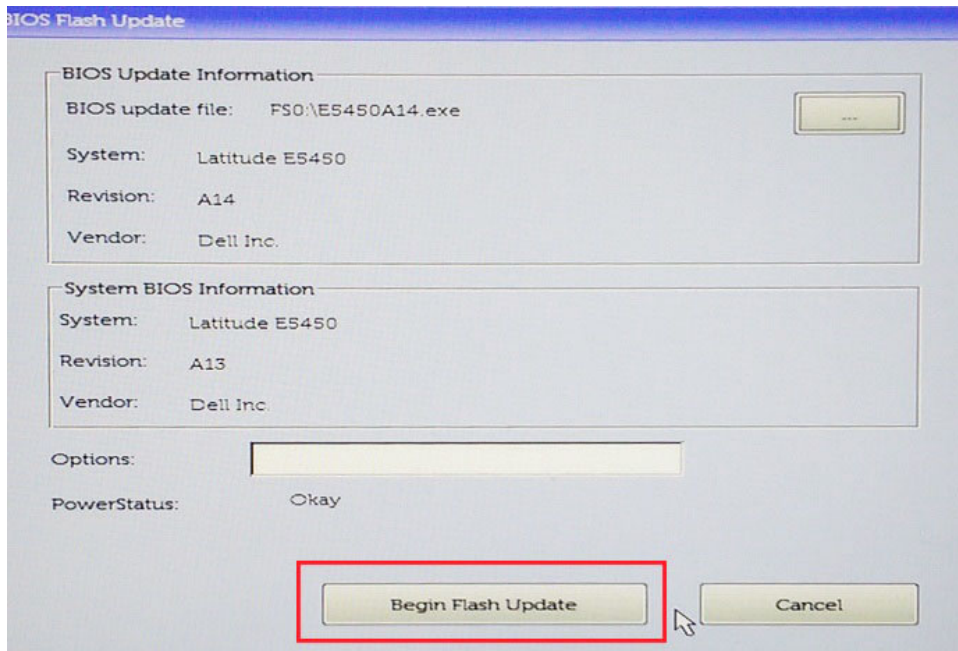 BIOS Flash Update
BIOS Update Information
BIOS update file: FS0:\E5450A14.exe
...
System: Latitude E5450
Revision: A14
Vendor: Dell Inc.
System BIOS Information
System: Latitude E5450
Revision: A13
Vendor: Dell Inc.
Options:
PowerStatus: Okay
Begin Flash Update
Cancel